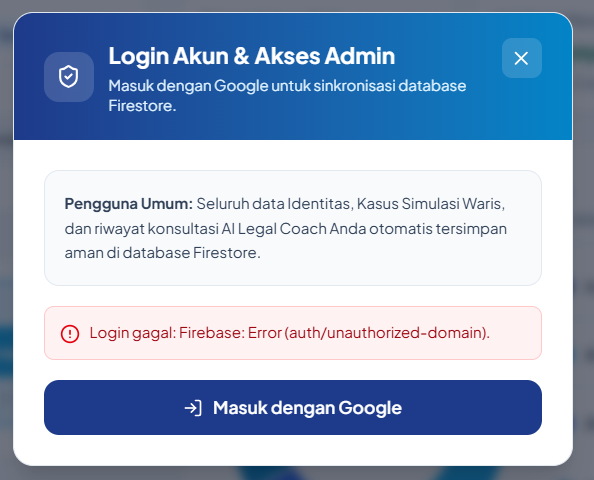 Login Akun & Akses Admin
Masuk dengan Google untuk sinkronisasi database
Firestore.
Pengguna Umum: Seluruh data Identitas, Kasus Simulasi Waris,
dan riwayat konsultasi AI Legal Coach Anda otomatis tersimpan
aman di database Firestore.
Login gagal: Firebase: Error (auth/unauthorized-domain).
Masuk dengan Google